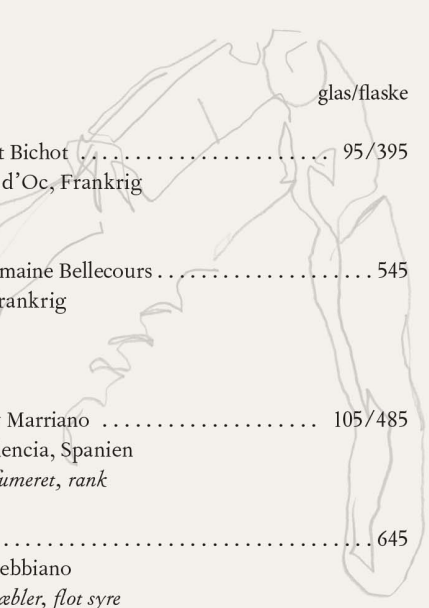 glas/flaske
t Bichot .......................... 95/395
d’Oc, Frankrig
maine Bellecours ....................... 545
rankrig
Marriano ....................... 105/485
encia, Spanien
umeret, rank
........................................ 645
ebbiano
æbler, flot syre